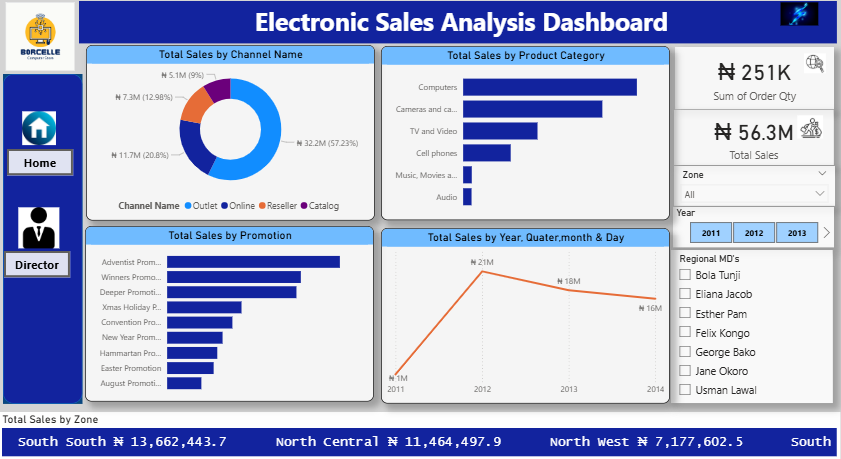 Electronic Sales Analysis Dashboard
BORCELLE
Computer Store
Home
Director
Total Sales by Channel Name
₦ 5.1M (9%)
₦ 7.3M (12.98%)
₦ 11.7M (20.8%)
₦ 32.2M (57.23%)
Channel Name Outlet Online Reseller Catalog
Total Sales by Product Category
Computers
Cameras and ca...
TV and Video
Cell phones
Music, Movies a...
Audio
₦ 251K
Sum of Order Qty
₦ 56.3M
Total Sales
Zone
All
Year
2011 2012 2013
Regional MD's
Bola Tunji
Eliana Jacob
Esther Pam
Felix Kongo
George Bako
Jane Okoro
Usman Lawal
Total Sales by Promotion
Adventist Prom...
Winners Promo...
Deeper Promoti...
Xmas Holiday P...
Convention Pro...
New Year Prom...
Hammartan Pro...
Easter Promotion
August Promoti...
Total Sales by Year, Quater,month & Day
₦ 21M
₦ 18M
₦ 16M
₦ 1M
2011 2012 2013 2014
Total Sales by Zone
South South ₦ 13,662,443.7 North Central ₦ 11,464,497.9 North West ₦ 7,177,602.5 South